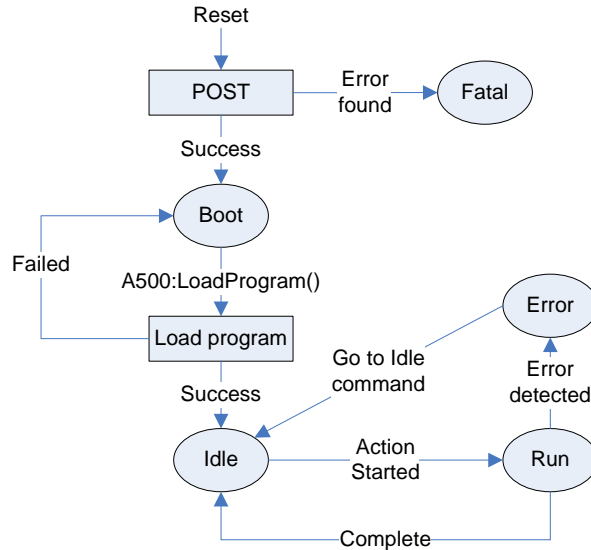 Reset
POST
Error
found
Fatal
Success
Boot
Failed
A500:LoadProgram()
Load program
Error
Go to Idle
command
Error
detected
Success
Idle
Action
Started
Run
Complete